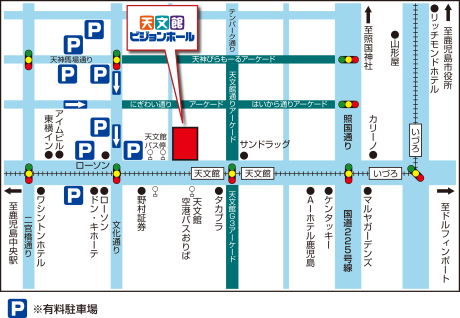 天文館
ビジョンホール
テンパーク通り
至照国神社
山形屋
リッチモンドホテル
至鹿児島市役所
P
P
P
P
天神馬場通り
天神ぴらもーるアーケード
天文館通りアーケード
にぎわい通り
アーケード
はいから通りアーケード
照国通り
カリーノ
いづろ
東横イン
アイムビル
P
P
ローソン
天文館
バス停
サンドラッグ
天文館
天文館
いづろ
至鹿児島中央駅
二官橋通り
ワシントンホテル
P
ドン・キホーテ
ローソン
文化通り
野村証券
天文館
空港バスのりば
タカプラ
天文館G3アーケード
A-1ホテル鹿児島
ケンタッキー
国道225号線
マルヤガーデンズ
至ドルフィンポート
P
※有料駐車場